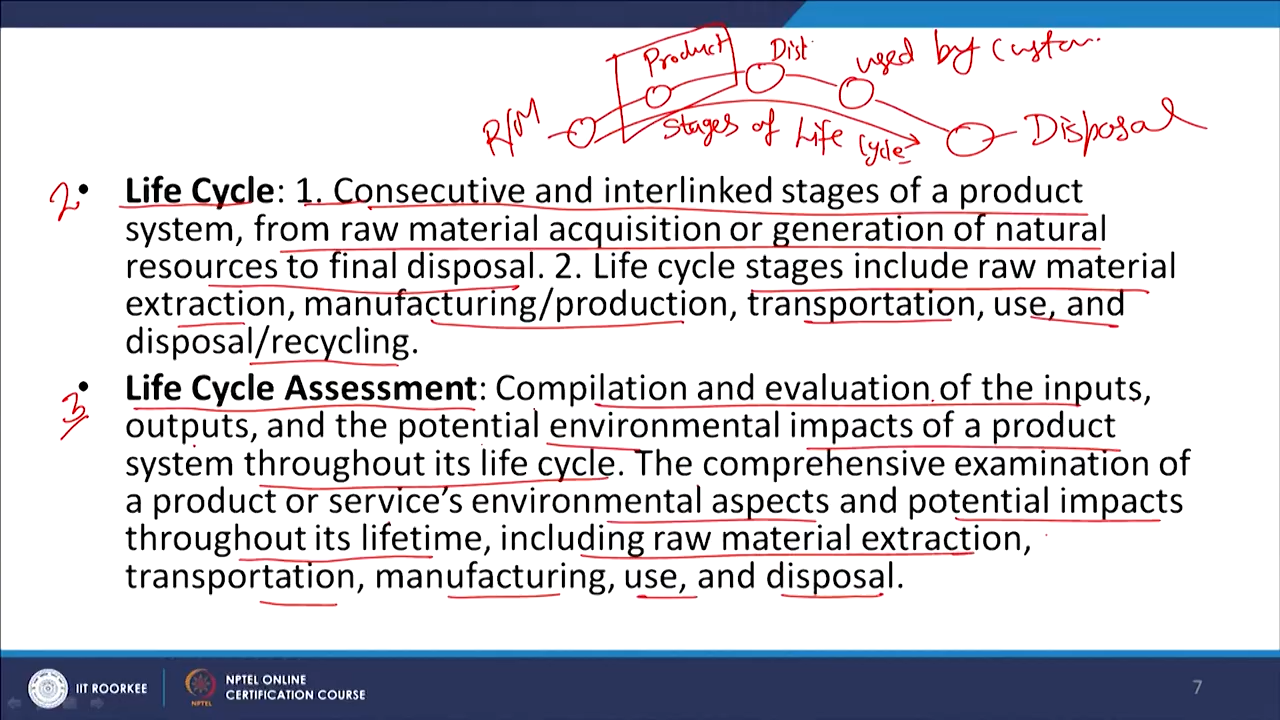 R/M
Product
Dist
used by custom
Disposal
Stages of Life
Cycle
2
• Life Cycle: 1. Consecutive and interlinked stages of a product
system, from raw material acquisition or generation of natural
resources to final disposal. 2. Life cycle stages include raw material
extraction, manufacturing/production, transportation, use, and
disposal/recycling.
3
• Life Cycle Assessment: Compilation and evaluation of the inputs,
outputs, and the potential environmental impacts of a product
system throughout its life cycle. The comprehensive examination of
a product or service’s environmental aspects and potential impacts
throughout its lifetime, including raw material extraction,
transportation, manufacturing, use, and disposal.
IIT ROORKEE
NPTEL
NPTEL ONLINE
CERTIFICATION COURSE
7